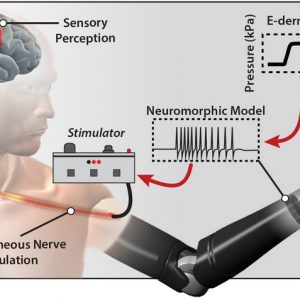 Sensory
Perception
E-derm
Pressure (kPa)
Neuromorphic Model
Stimulator
neous Nerve
ulation